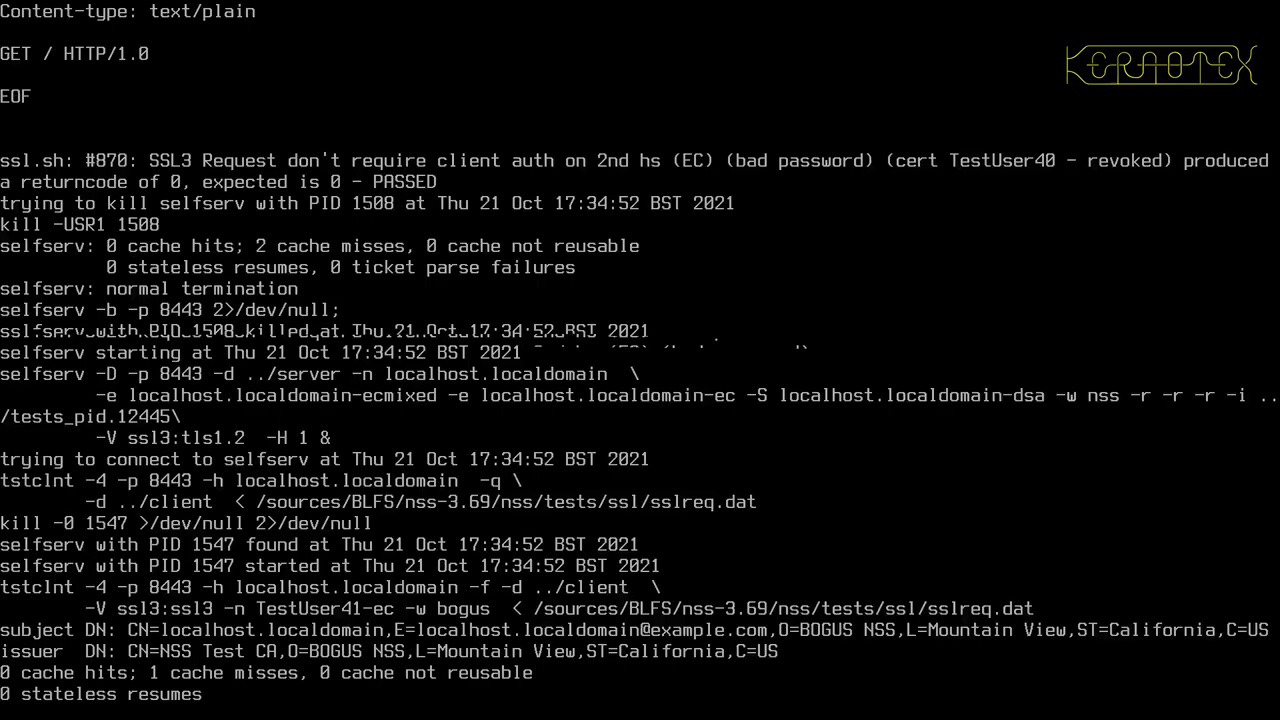 Content-type: text/plain
GET / HTTP/1.0
KERNOTEX
EOF
ssl.sh: #870: SSL3 Request don't require client auth on 2nd hs (EC) (bad password) (cert TestUser40 - revoked) produced
a returncode of 0, expected is 0 - PASSED
trying to kill selfserv with PID 1508 at Thu 21 Oct 17:34:52 BST 2021
kill -USR1 1508
selfserv: 0 cache hits; 2 cache misses, 0 cache not reusable
          0 stateless resumes, 0 ticket parse failures
selfserv: normal termination
selfserv -b -p 8443 2>/dev/null;
with PID 1508 killed at Thu 21 Oct 17:34:52 BST 2021
selfserv starting at Thu 21 Oct 17:34:52 BST 2021
selfserv -D -p 8443 -d ../server -n localhost.localdomain  \
         -e localhost.localdomain-ecmixed -e localhost.localdomain-ec -S localhost.localdomain-dsa -w nss -r -r -r -i ..
/tests_pid.12445\
         -V ssl3:tls1.2  -H 1 &
trying to connect to selfserv at Thu 21 Oct 17:34:52 BST 2021
tstclnt -4 -p 8443 -h localhost.localdomain  -q \
        -d ../client  < /sources/BLFS/nss-3.69/nss/tests/ssl/sslreq.dat
kill -0 1547 >/dev/null 2>/dev/null
selfserv with PID 1547 found at Thu 21 Oct 17:34:52 BST 2021
selfserv with PID 1547 started at Thu 21 Oct 17:34:52 BST 2021
tstclnt -4 -p 8443 -h localhost.localdomain -f -d ../client  \
        -V ssl3:ssl3 -n TestUser41-ec -w bogus  < /sources/BLFS/nss-3.69/nss/tests/ssl/sslreq.dat
subject DN: CN=localhost.localdomain,E=localhost.localdomain@example.com,O=BOGUS NSS,L=Mountain View,ST=California,C=US
issuer  DN: CN=NSS Test CA,O=BOGUS NSS,L=Mountain View,ST=California,C=US
0 cache hits; 1 cache misses, 0 cache not reusable
0 stateless resumes